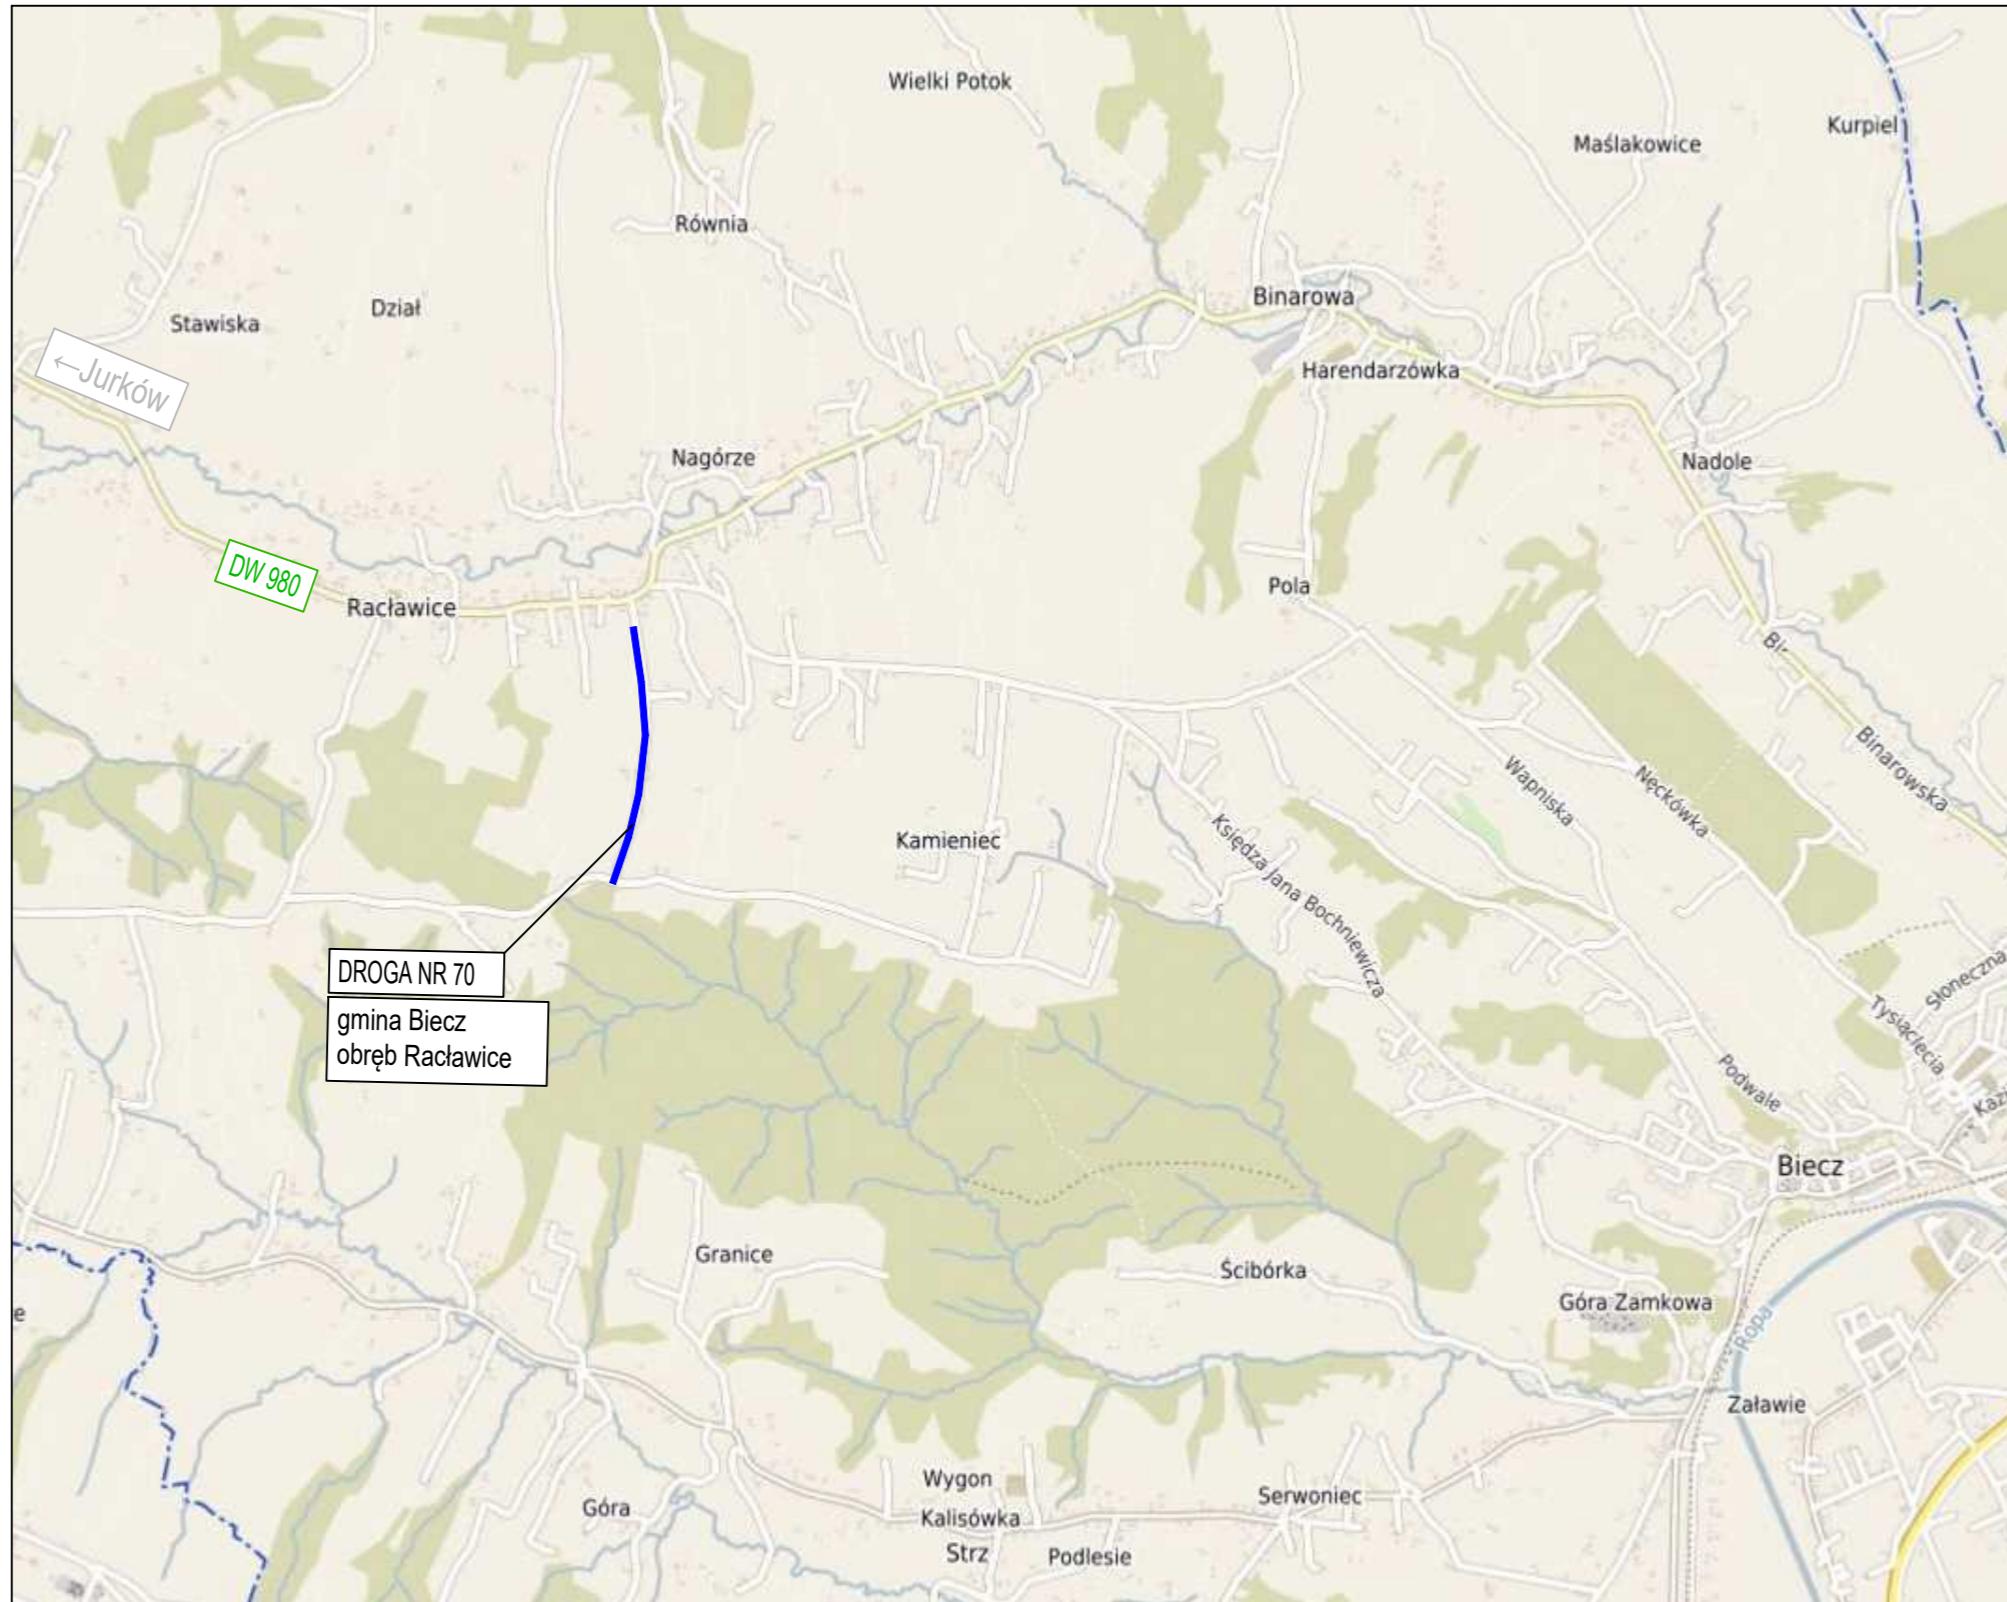 Wielki Potok
Kurpiel
Maślakowice
Równia
Binarowa
Dział
Stawiska
←Jurków
Harendarzówka
Nagórze
Nadole
DW 980
Pola
Racławice
Bi-
Binarowska
Wapniska
Nęckówka
Kamieniec
Księdza Jana Bochniewicza
DROGA NR 70
gmina Biecz
obręb Racławice
Słoneczna
Tysiąclecia
Podwale
Kaz
Biecz
Granice
Ścibórka
Góra Zamkowa
Ropa
e
Załawie
Wygon
Serwoniec
Góra
Kalisówka
Strz
Podlesie